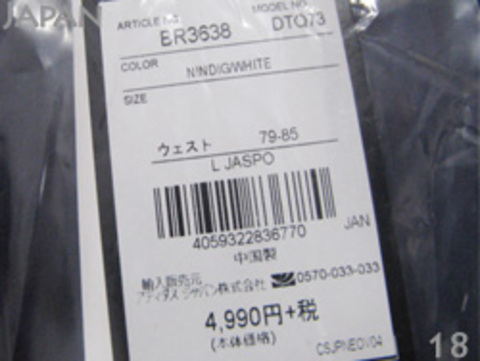 JAPAN
ARTICLE NO.
MODEL NO.
BR3638
DTQ73
COLOR
NINDIG/WHITE
SIZE
ウェスト 79-85
L JASPO
JAN
4059322836770
中国製
輸入販売元
アディダス ジャパン株式会社 0570-033-033
4,990円+税
(本体価格)
CSJPNEOV04
18